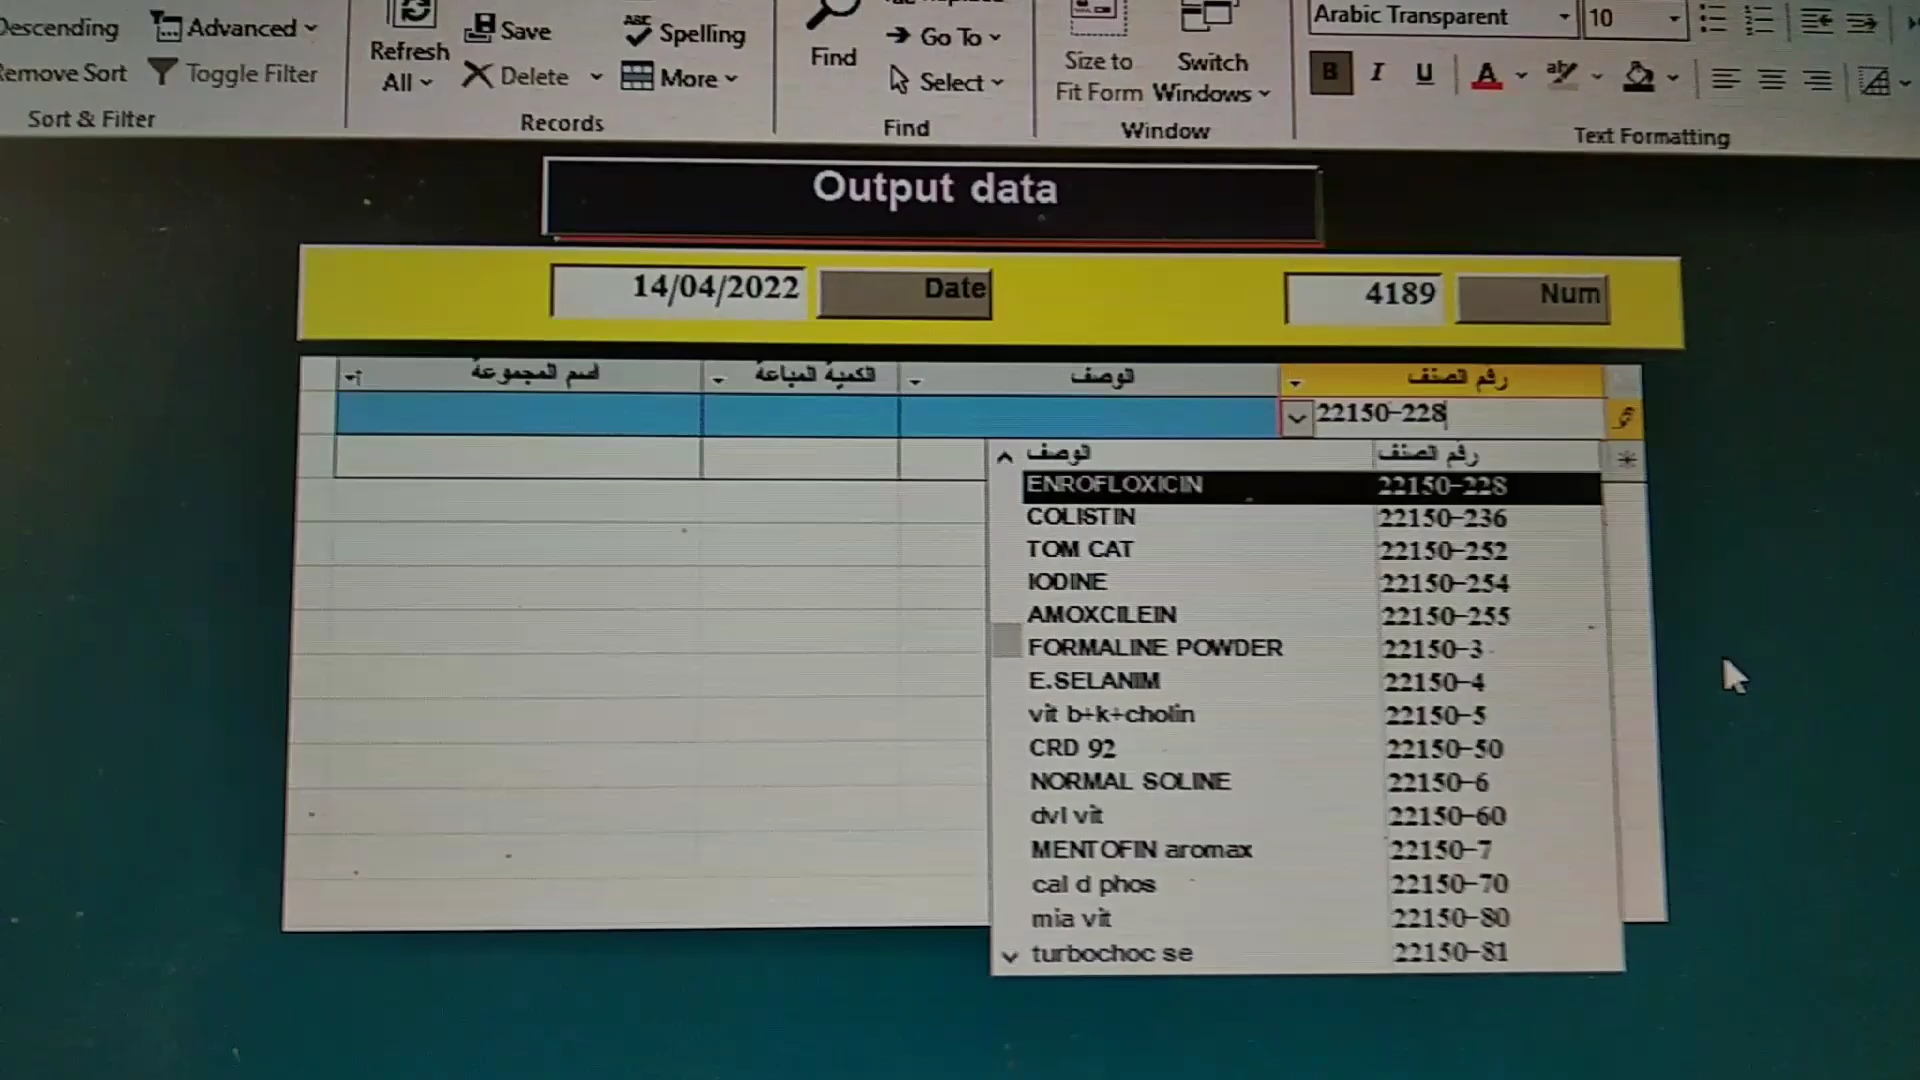 Descending
Advanced
Remove Sort
Toggle Filter
Sort & Filter
Refresh
All
Save
Delete
Spelling
More
Records
Find
Go To
Select
Find
Size to
Fit Form
Switch
Windows
Window
Arabic Transparent
10
B I U
A
Text Formatting
Output data
14/04/2022 Date
4189 Num
رقم الصنف
الوصف
الكمية المباعة
اسم المجموعة
22150-228
الوصف رقم الصنف
ENROFLOXICIN 22150-228
COLISTIN 22150-236
TOM CAT 22150-252
IODINE 22150-254
AMOXCILEIN 22150-255
FORMALINE POWDER 22150-3
E.SELANIM 22150-4
vit b+k+cholin 22150-5
CRD 92 22150-50
NORMAL SOLINE 22150-6
dvl vit 22150-60
MENTOFIN aromax 22150-7
cal d phos 22150-70
mia vit 22150-80
turbochoc se 22150-81